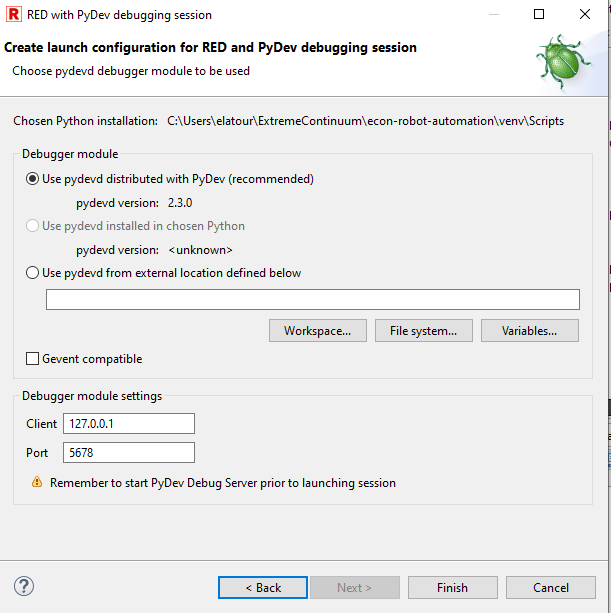 R RED with PyDev debugging session
Create launch configuration for RED and PyDev debugging session
Choose pydevd debugger module to be used
Chosen Python installation: C:\Users\elatour\ExtremeContinuum\econ-robot-automation\venv\Scripts
Debugger module
Use pydevd distributed with PyDev (recommended)
pydevd version: 2.3.0
Use pydevd installed in chosen Python
pydevd version: <unknown>
Use pydevd from external location defined below
Workspace... File system... Variables...
Gevent compatible
Debugger module settings
Client 127.0.0.1
Port 5678
Remember to start PyDev Debug Server prior to launching session
? < Back Next > Finish Cancel